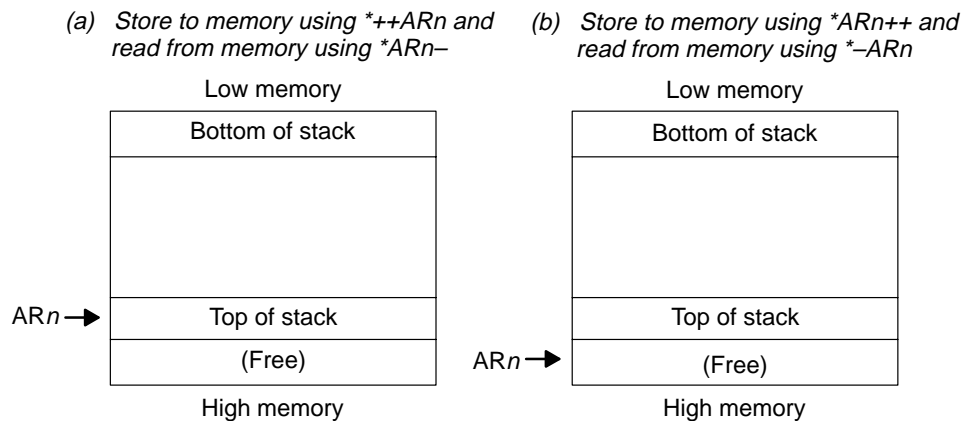 (a) Store to memory using *++ARn and
read from memory using *ARn–
Low memory
Bottom of stack
ARn
Top of stack
(Free)
High memory
(b) Store to memory using *ARn++ and
read from memory using *–ARn
Low memory
Bottom of stack
Top of stack
ARn
(Free)
High memory